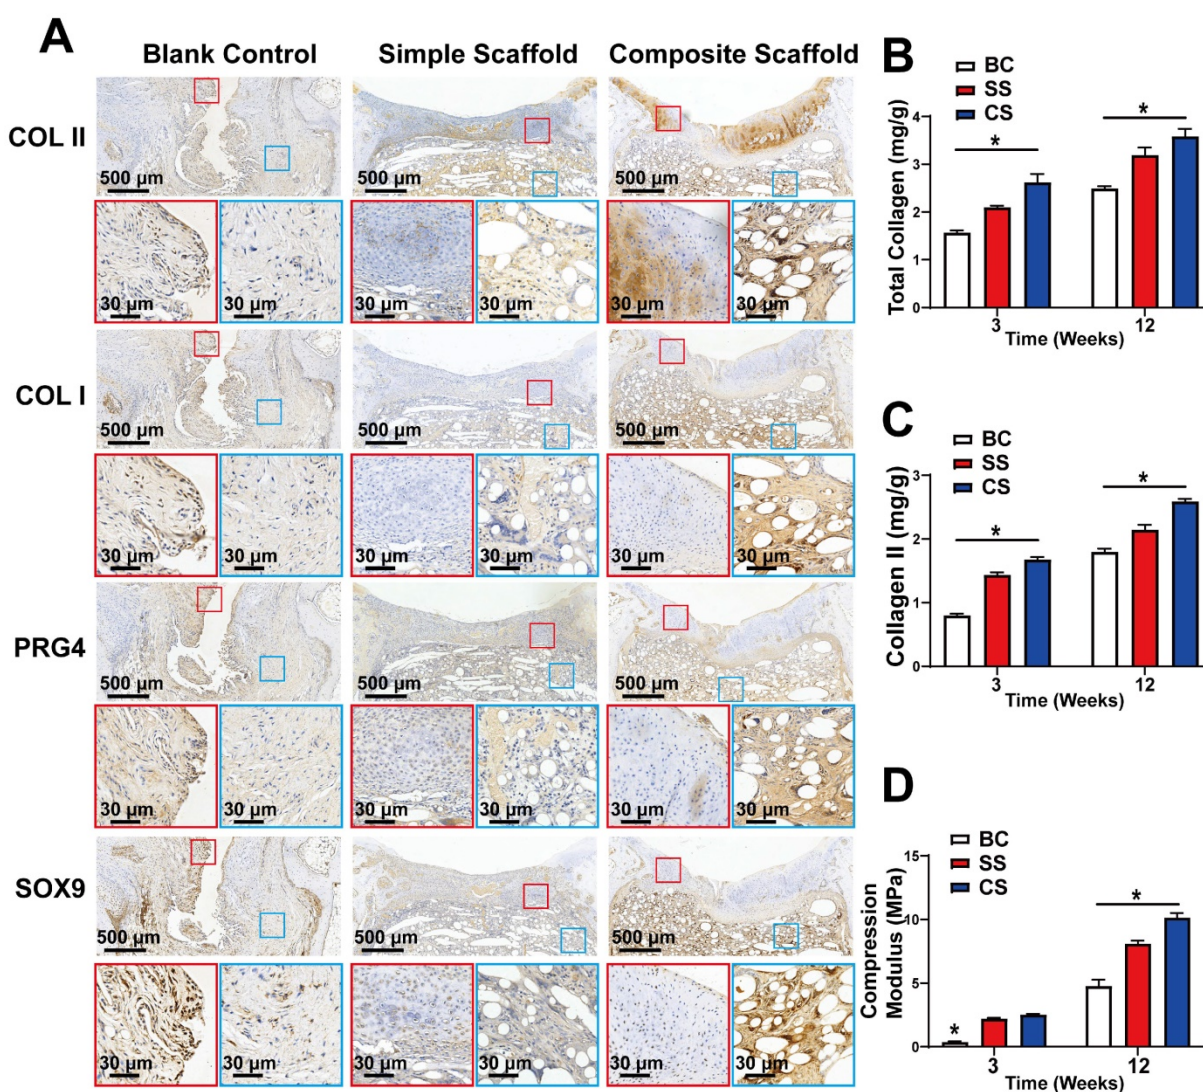 A
Blank Control
Simple Scaffold
Composite Scaffold
COL II
500 µm
500 µm
500 µm
30 µm
30 µm
30 µm
30 µm
30 µm
30 µm
COL I
500 µm
500 µm
500 µm
30 µm
30 µm
30 µm
30 µm
30 µm
30 µm
PRG4
500 µm
500 µm
500 µm
30 µm
30 µm
30 µm
30 µm
30 µm
30 µm
SOX9
500 µm
500 µm
500 µm
30 µm
30 µm
30 µm
30 µm
30 µm
30 µm
B
BC
SS
CS
Total Collagen (mg/g)
4
3
2
1
0
*
*
3
12
Time (Weeks)
C
BC
SS
CS
Collagen II (mg/g)
3
2
1
0
*
*
3
12
Time (Weeks)
D
BC
SS
CS
Compression
Modulus (MPa)
15
10
5
0
*
*
3
12
Time (Weeks)